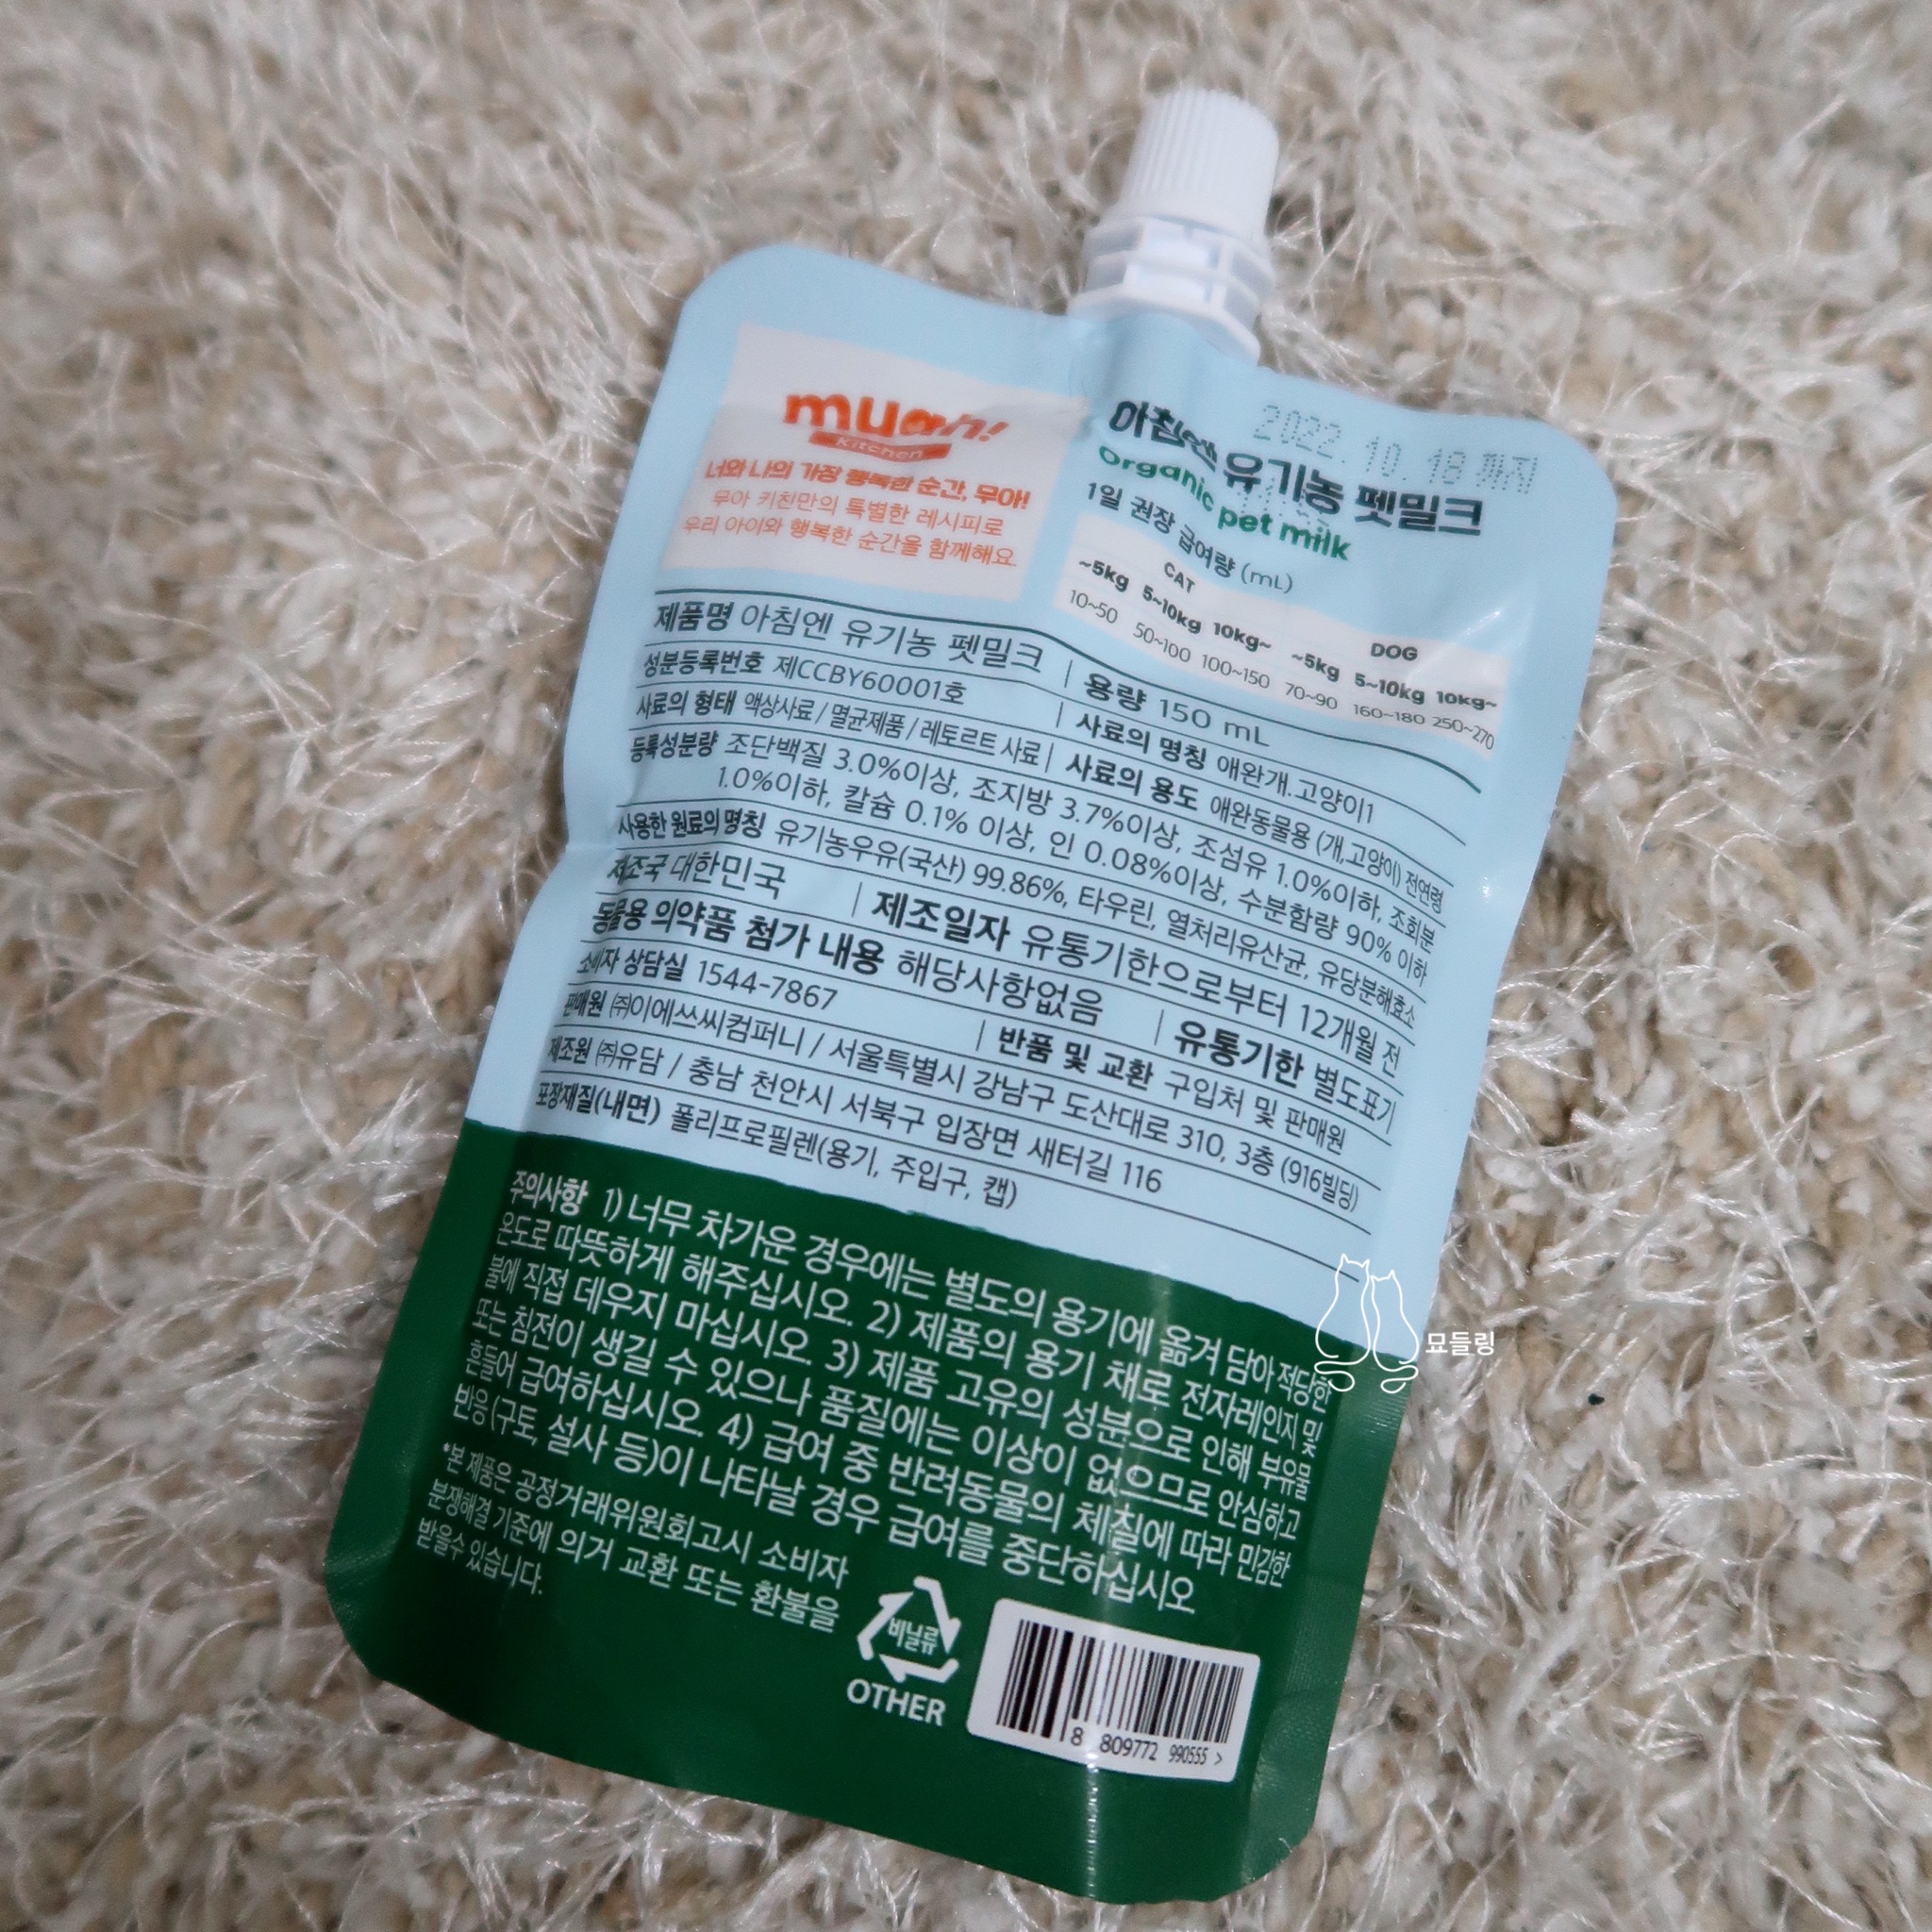 muah!
Kitchen
너와 나의 가장 행복한 순간, 무아!
무아 키친만의 특별한 레시피로
우리 아이와 행복한 순간을 함께해요.
2022. 10. 18 까지
아침엔 유기농 펫밀크
Organic pet milk
1일 권장 급여량 (mL)
CAT DOG
~5kg 5~10kg 10kg~ ~5kg 5~10kg 10kg~
10~50 50~100 100~150 70~90 160~180 250~270
제품명 아침엔 유기농 펫밀크 | 용량 150 mL
성분등록번호 제CCBY60001호 | 사료의 명칭 애완개.고양이1
사료의 형태 액상사료 / 멸균제품 / 레토르트 사료 | 사료의 용도 애완동물용 (개,고양이) 전연령
등록성분량 조단백질 3.0%이상, 조지방 3.7%이상, 조섬유 1.0%이하, 조회분
1.0%이하, 칼슘 0.1% 이상, 인 0.08%이상, 수분함량 90% 이하
사용한 원료의 명칭 유기농우유(국산) 99.86%, 타우린, 열처리유산균, 유당분해효소
제조국 대한민국 | 제조일자 유통기한으로부터 12개월 전
동물용 의약품 첨가 내용 해당사항없음 | 유통기한 별도표기
소비자 상담실 1544-7867 | 반품 및 교환 구입처 및 판매원
판매원 ㈜이에쓰씨컴퍼니 / 서울특별시 강남구 도산대로 310, 3층 (916빌딩)
제조원 ㈜유담 / 충남 천안시 서북구 입장면 새터길 116
포장재질(내면) 폴리프로필렌(용기, 주입구, 캡)
주의사항 1) 너무 차가운 경우에는 별도의 용기에 옮겨 담아 적당한
온도로 따뜻하게 해주십시오. 2) 제품의 용기 채로 전자레인지 및
불에 직접 데우지 마십시오. 3) 제품 고유의 성분으로 인해 부유물
또는 침전이 생길 수 있으나 품질에는 이상이 없으므로 안심하고
흔들어 급여하십시오. 4) 급여 중 반려동물의 체질에 따라 민감한
반응 (구토, 설사 등)이 나타날 경우 급여를 중단하십시오
*본 제품은 공정거래위원회고시 소비자
분쟁해결 기준에 의거 교환 또는 환불을
받을수 있습니다.
비닐류
OTHER
8 809772 990555 >
묘들링